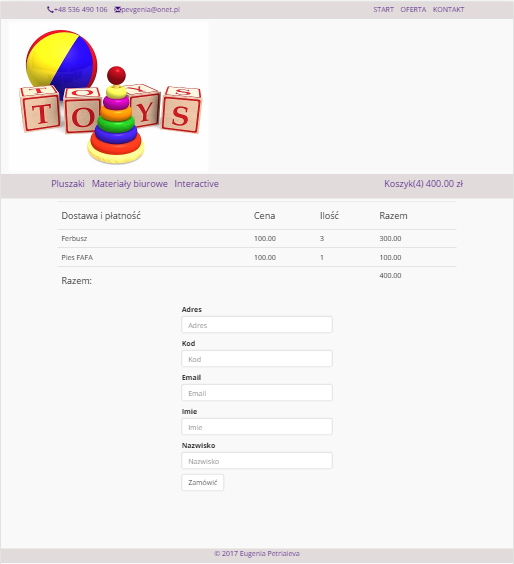 +48 536 490 106 pevgenia@onet.pl START OFERTA KONTAKT
T O Y S
T O Y S
Pluszaki Materiały biurowe Interactive Koszyk(4) 400.00 zł
Dostawa i płatność Cena Ilość Razem
Ferbusz 100.00 3 300.00
Pies FAFA 100.00 1 100.00
Razem: 400.00
Adres
Adres
Kod
Kod
Email
Email
Imie
Imie
Nazwisko
Nazwisko
Zamówić
© 2017 Eugenia Petriaieva